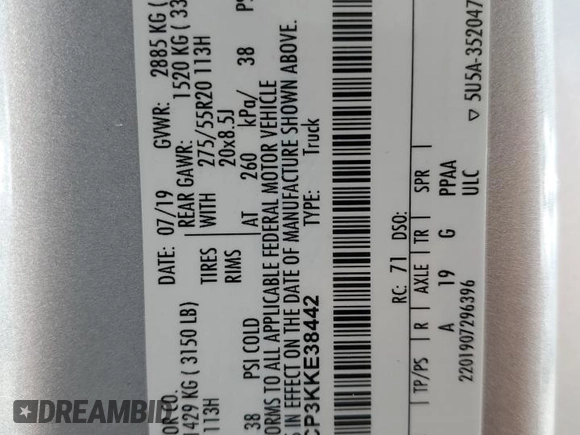 OR CO.
DATE: 07/19 GVWR: 2885 KG (
1429 KG ( 3150 LB) REAR GAWR: 1520 KG ( 33
113H TIRES WITH 275/55R20 113H
RIMS 20x8.5J
38 PSI COLD AT 260 kPa/ 38 PS
ORMS TO ALL APPLICABLE FEDERAL MOTOR VEHICLE
S IN EFFECT ON THE DATE OF MANUFACTURE SHOWN ABOVE.
CP3KKE38442 TYPE: Truck
RC: 71 DSO:
TP/PS R AXLE TR SPR
A 19 G PPAA
2201907296396 ULC
▽ 5U5A-352047
DREAMBID